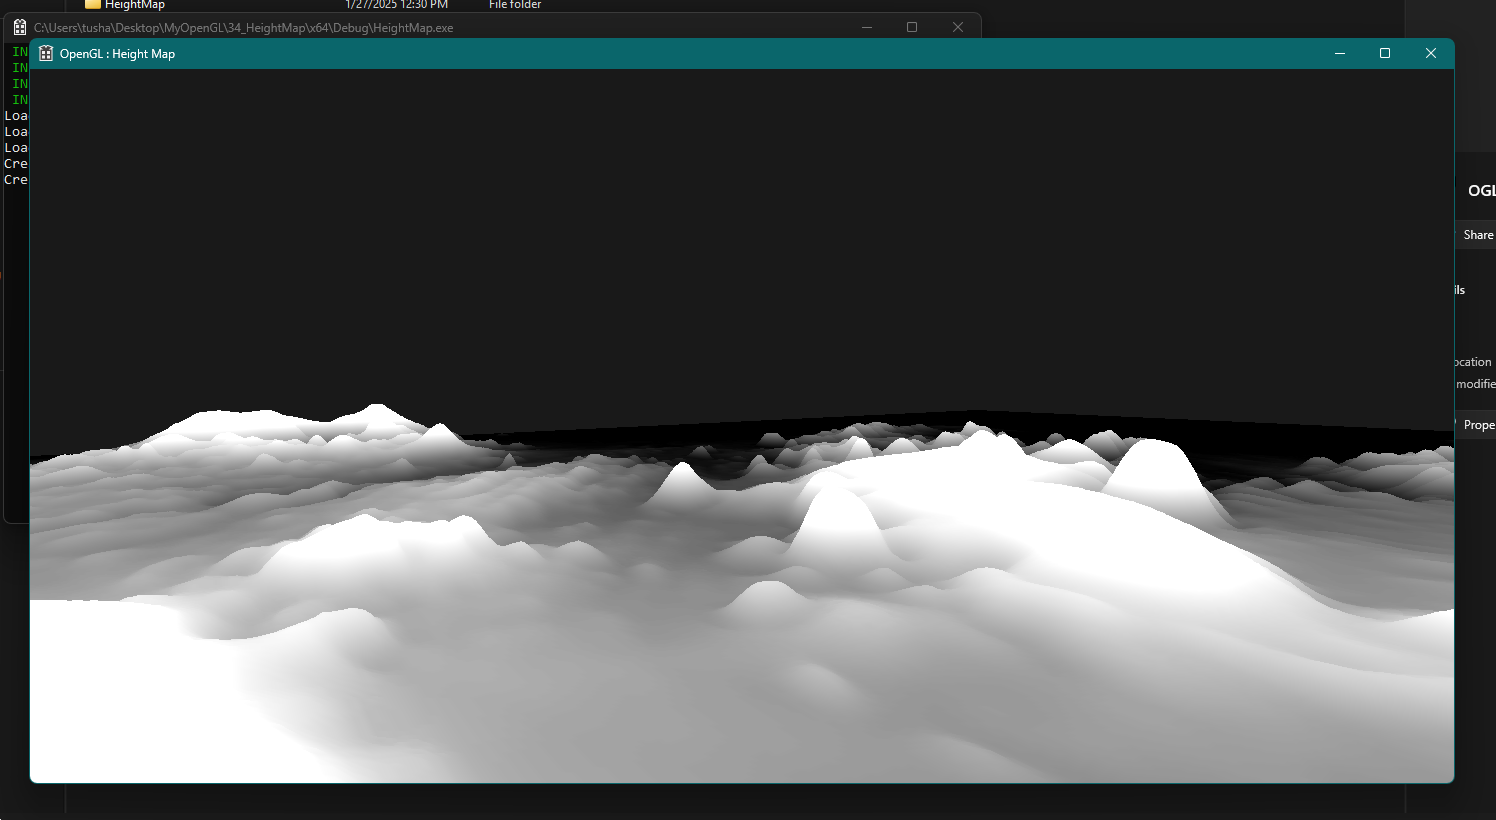 HeightMap 1/27/2025 12:30 PM File folder
C:\Users\tusha\Desktop\MyOpenGL\34_HeightMap\x64\Debug\HeightMap.exe
OpenGL : Height Map
IN
IN
IN
IN
Loa
Loa
Loa
Cre
Cre
OGL
Share
ils
ocation
modifie
Prope